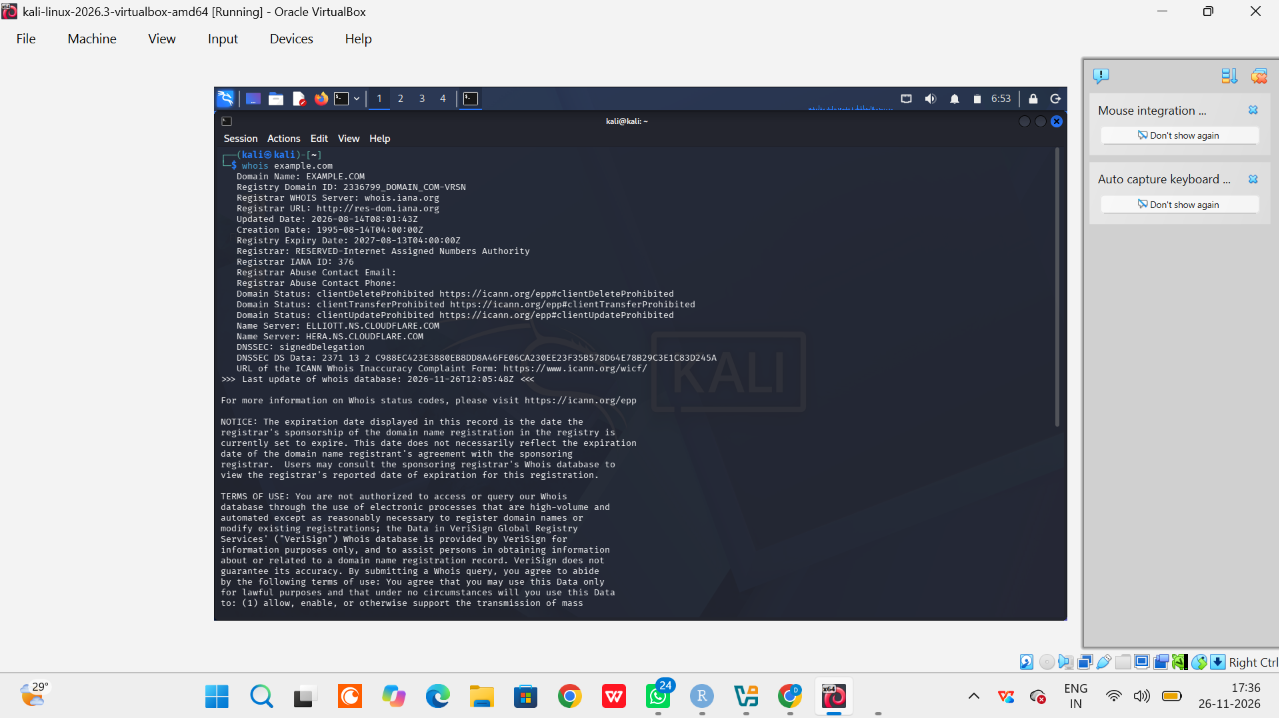 kali-linux-2026.3-virtualbox-amd64 [Running] - Oracle VirtualBox
File Machine View Input Devices Help
1 2 3 4 6:53
kali@kali: ~
Session Actions Edit View Help
┌──(kali㉿kali)-[~]
└─$ whois example.com
Domain Name: EXAMPLE.COM
Registry Domain ID: 2336799_DOMAIN_COM-VRSN
Registrar WHOIS Server: whois.iana.org
Registrar URL: http://res-dom.iana.org
Updated Date: 2026-08-14T08:01:43Z
Creation Date: 1995-08-14T04:00:00Z
Registry Expiry Date: 2027-08-13T04:00:00Z
Registrar: RESERVED-Internet Assigned Numbers Authority
Registrar IANA ID: 376
Registrar Abuse Contact Email:
Registrar Abuse Contact Phone:
Domain Status: clientDeleteProhibited https://icann.org/epp#clientDeleteProhibited
Domain Status: clientTransferProhibited https://icann.org/epp#clientTransferProhibited
Domain Status: clientUpdateProhibited https://icann.org/epp#clientUpdateProhibited
Name Server: ELLIOTT.NS.CLOUDFLARE.COM
Name Server: HERA.NS.CLOUDFLARE.COM
DNSSEC: signedDelegation
DNSSEC DS Data: 2371 13 2 C988EC423E3880EB8DD8A46FE06CA230EE23F35B578D64E78B29C3E1C83D245A
URL of the ICANN Whois Inaccuracy Complaint Form: https://www.icann.org/wicf/
>>> Last update of whois database: 2026-11-26T12:05:48Z <<<
For more information on Whois status codes, please visit https://icann.org/epp
NOTICE: The expiration date displayed in this record is the date the
registrar's sponsorship of the domain name registration in the registry is
currently set to expire. This date does not necessarily reflect the expiration
date of the domain name registrant's agreement with the sponsoring
registrar.  Users may consult the sponsoring registrar's Whois database to
view the registrar's reported date of expiration for this registration.
TERMS OF USE: You are not authorized to access or query our Whois
database through the use of electronic processes that are high-volume and
automated except as reasonably necessary to register domain names or
modify existing registrations; the Data in VeriSign Global Registry
Services' ("VeriSign") Whois database is provided by VeriSign for
information purposes only, and to assist persons in obtaining information
about or related to a domain name registration record. VeriSign does not
guarantee its accuracy. By submitting a Whois query, you agree to abide
by the following terms of use: You agree that you may use this Data only
for lawful purposes and that under no circumstances will you use this Data
to: (1) allow, enable, or otherwise support the transmission of mass
KALI
Mouse integration ...
Don't show again
Auto capture keyboard ...
Don't show again
Right Ctrl
29°
24
ENG
IN
17:36
26-11-2026